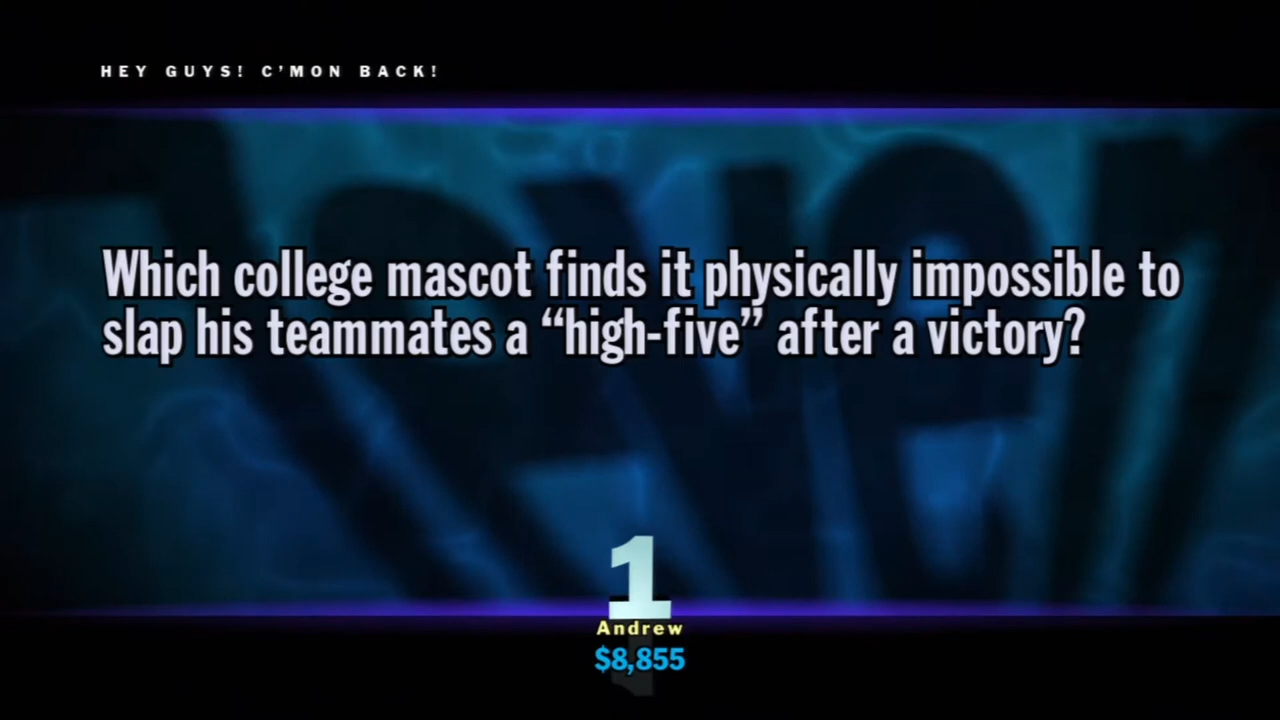 HEY GUYS! C'MON BACK!
Which college mascot finds it physically impossible to
slap his teammates a “high-five” after a victory?
1
Andrew
$8,855